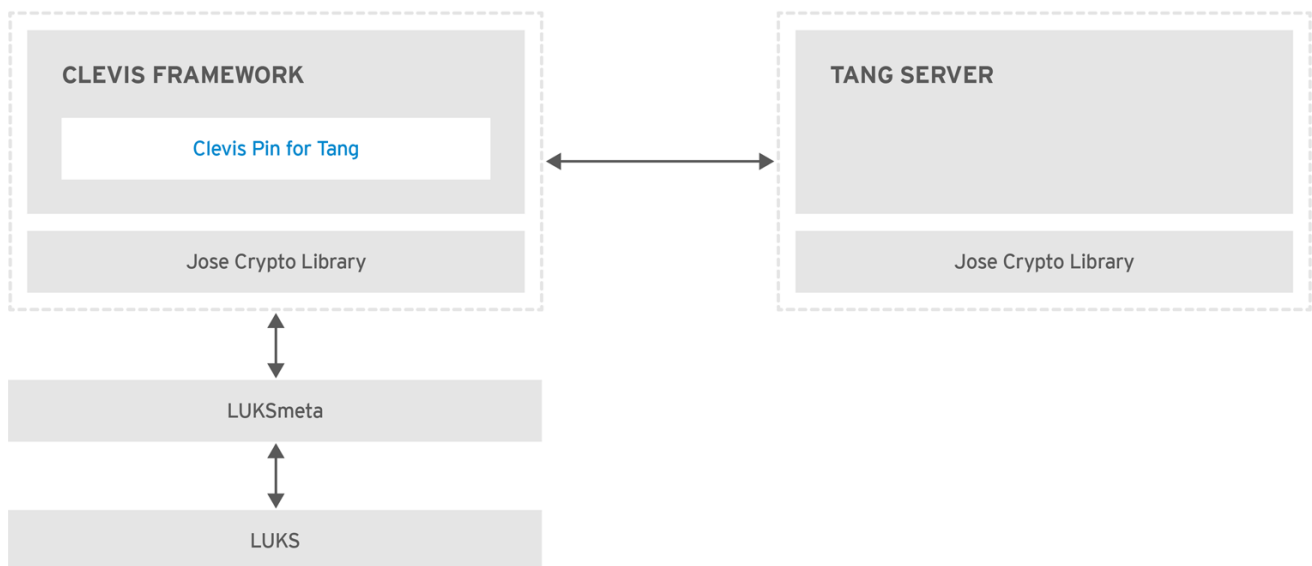 CLEVIS FRAMEWORK
Clevis Pin for Tang
Jose Crypto Library
TANG SERVER
Jose Crypto Library
LUKSmeta
LUKS